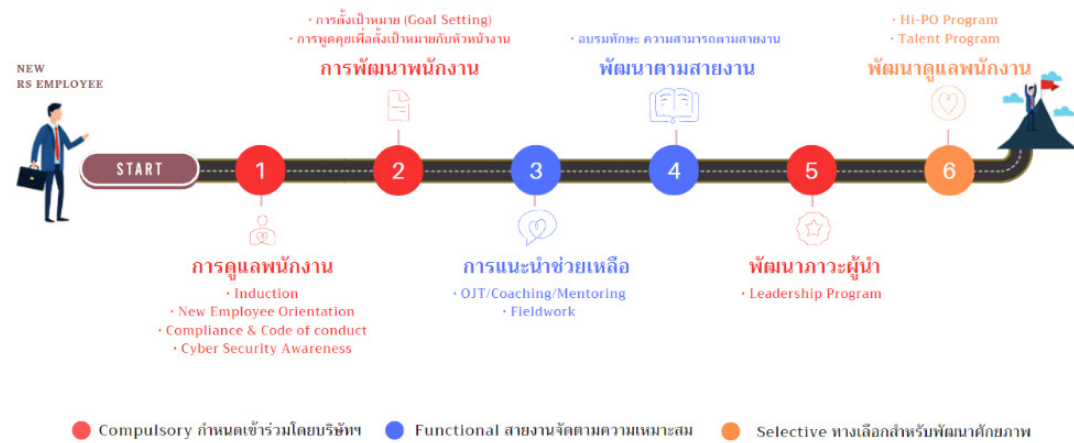 · การตั้งเป้าหมาย (Goal Setting)
· การพูดคุยเพื่อตั้งเป้าหมายกับหัวหน้างาน
การพัฒนาพนักงาน
· อบรมทักษะ ความสามารถตามสายงาน
พัฒนาตามสายงาน
· Hi-PO Program
· Talent Program
พัฒนาดูแลพนักงาน
NEW
RS EMPLOYEE
START
1
2
3
4
5
6
การดูแลพนักงาน
· Induction
· New Employee Orientation
· Compliance & Code of conduct
· Cyber Security Awareness
การแนะนำช่วยเหลือ
· OJT/Coaching/Mentoring
· Fieldwork
พัฒนาภาวะผู้นำ
· Leadership Program
Compulsory กำหนดเข้าร่วมโดยบริษัทฯ
Functional สายงานจัดตามความเหมาะสม
Selective ทางเลือกสำหรับพัฒนาศักยภาพ